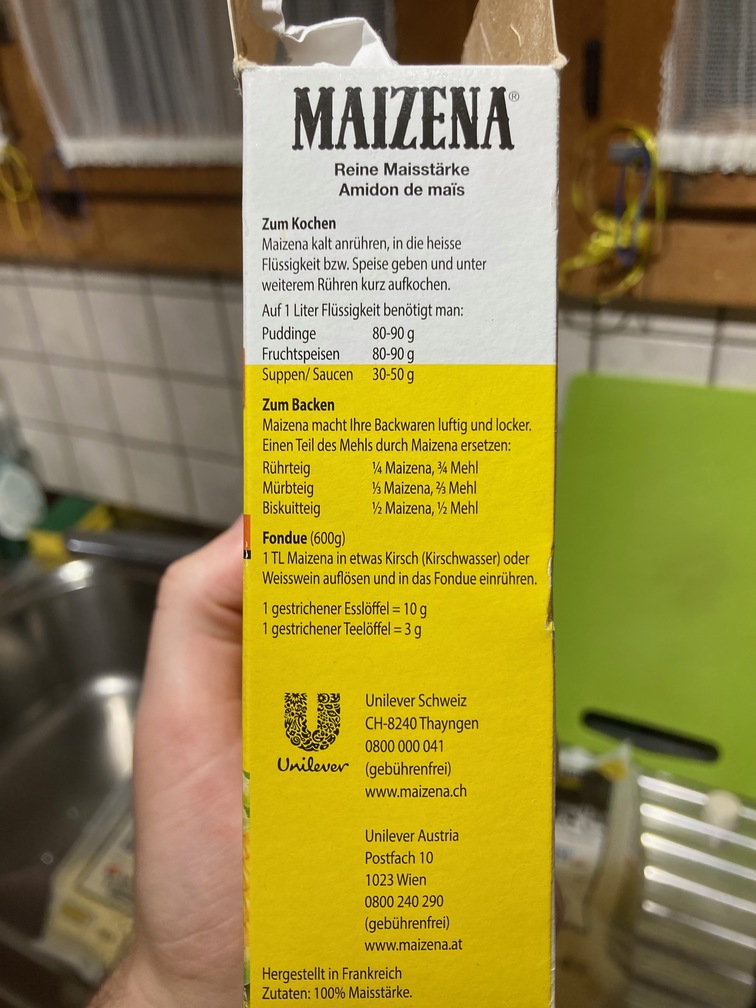 MAIZENA®
Reine Maisstärke
Amidon de maïs
Zum Kochen
Maizena kalt anrühren, in die heisse
Flüssigkeit bzw. Speise geben und unter
weiterem Rühren kurz aufkochen.
Auf 1 Liter Flüssigkeit benötigt man:
Puddinge 80-90 g
Fruchtspeisen 80-90 g
Suppen/ Saucen 30-50 g
Zum Backen
Maizena macht Ihre Backwaren luftig und locker.
Einen Teil des Mehls durch Maizena ersetzen:
Rührteig ¼ Maizena, ¾ Mehl
Mürbteig ⅓ Maizena, ⅔ Mehl
Biskuitteig ½ Maizena, ½ Mehl
Fondue (600g)
1 TL Maizena in etwas Kirsch (Kirschwasser) oder
Weisswein auflösen und in das Fondue einrühren.
1 gestrichener Esslöffel = 10 g
1 gestrichener Teelöffel = 3 g
Unilever
Unilever Schweiz
CH-8240 Thayngen
0800 000 041
(gebührenfrei)
www.maizena.ch
Unilever Austria
Postfach 10
1023 Wien
0800 240 290
(gebührenfrei)
www.maizena.at
Hergestellt in Frankreich
Zutaten: 100% Maisstärke.